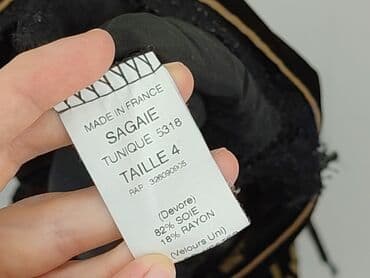 MADE IN FRANCE
SAGAIE
TUNIQUE 5318
TAILLE 4
(Devore)
82% SOIE
18% RAYON
(Velours Uni)